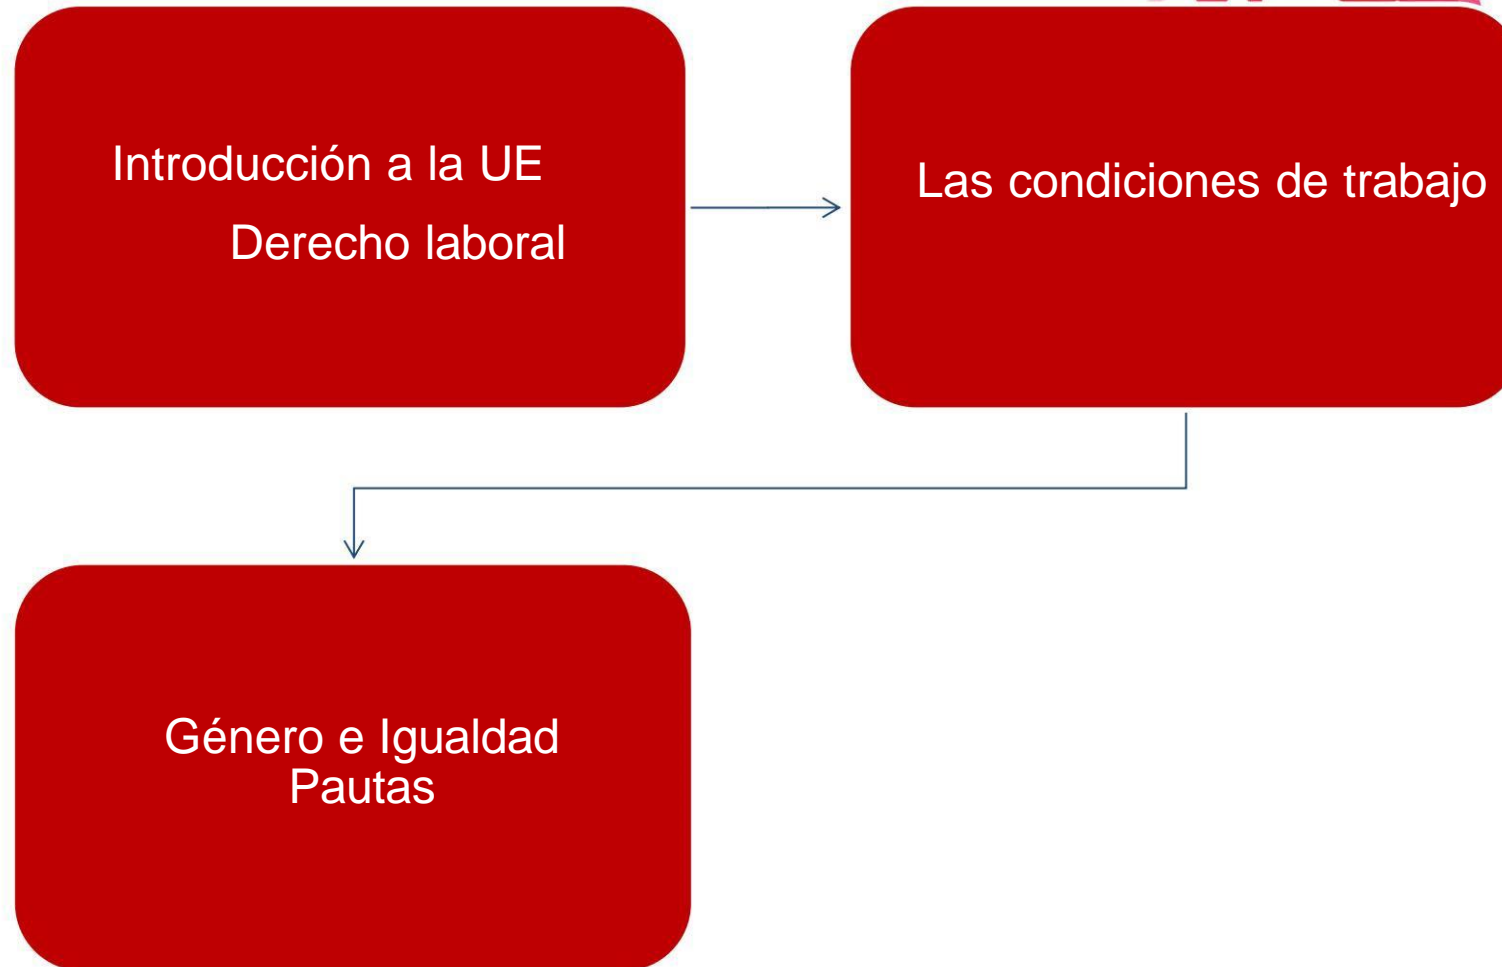 Introducción a la UE
Derecho laboral
Las condiciones de trabajo
Género e Igualdad
Pautas